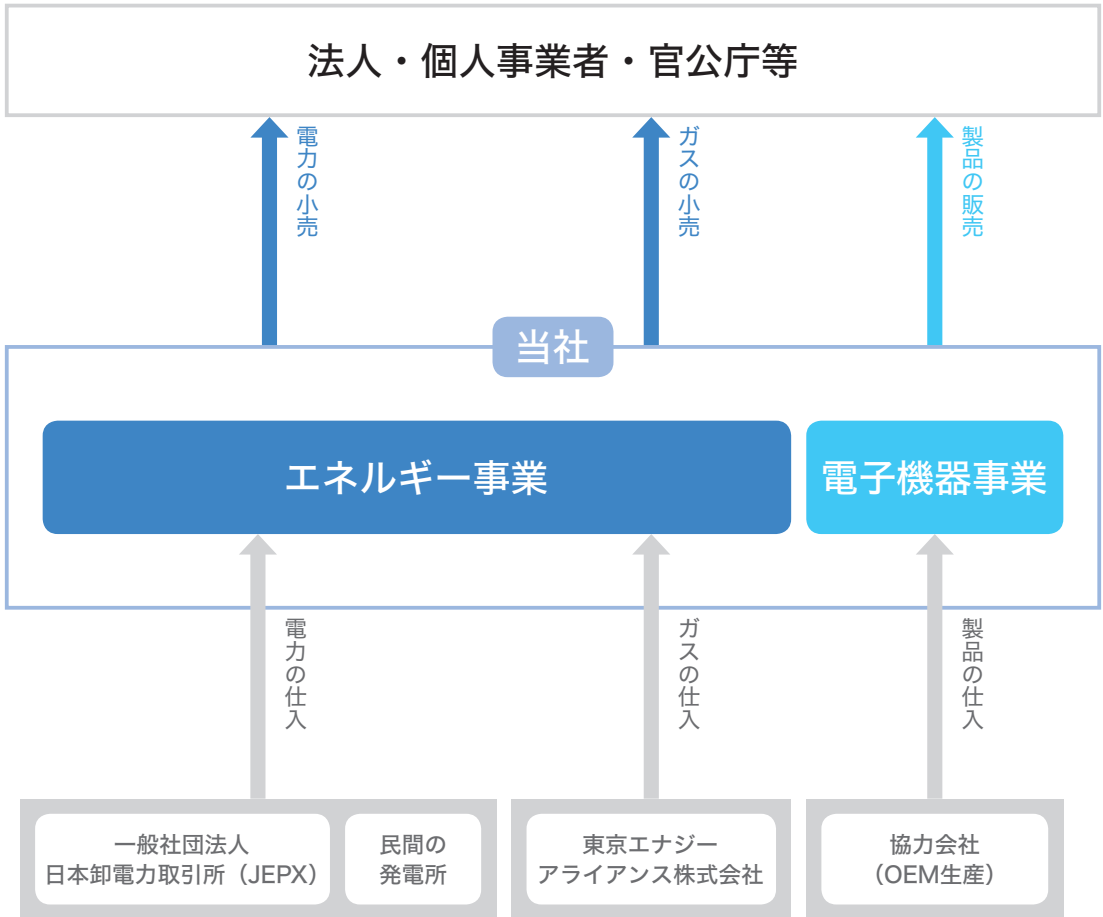 法人・個人事業者・官公庁等
電力の小売
ガスの小売
製品の販売
当社
エネルギー事業
電子機器事業
電力の仕入
ガスの仕入
製品の仕入
一般社団法人
日本卸電力取引所（JEPX）
民間の
発電所
東京エナジー
アライアンス株式会社
協力会社
（OEM生産）